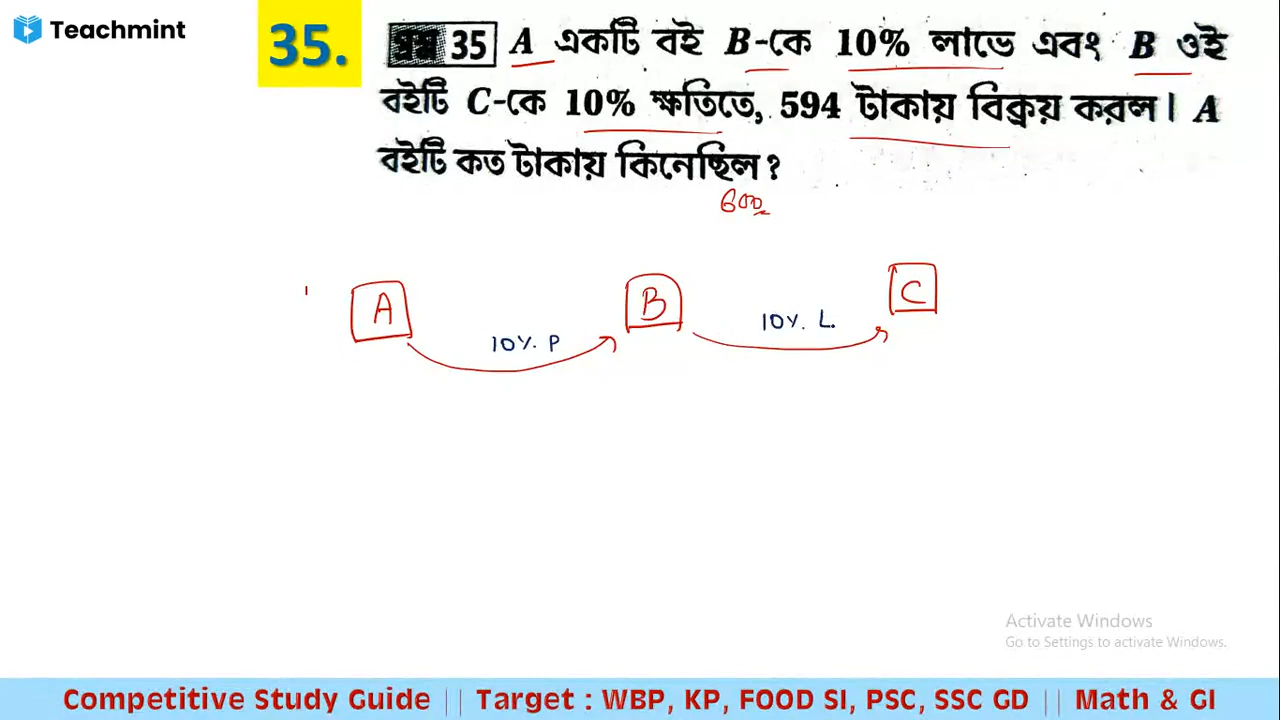 Teachmint
35.
প্রশ্ন 35 A একটি বই B-কে 10% লাভে এবং B ওই
বইটি C-কে 10% ক্ষতিতে, 594 টাকায় বিক্রয় করল। A
বইটি কত টাকায় কিনেছিল?
600
A
B
C
10%. P
10%. L.
Activate Windows
Go to Settings to activate Windows.
Competitive Study Guide || Target : WBP, KP, FOOD SI, PSC, SSC GD || Math & GI